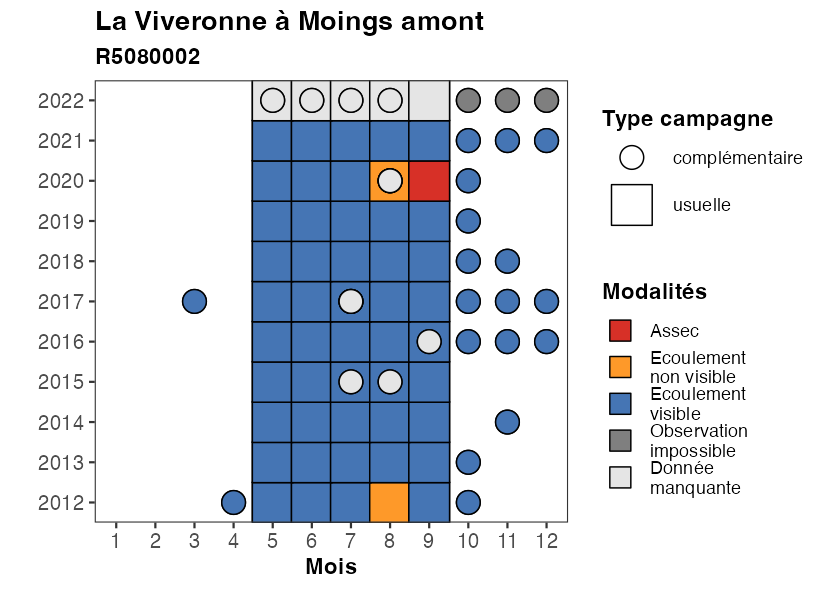 La Viveronne à Moings amont
R5080002
2022
2021
2020
2019
2018
2017
2016
2015
2014
2013
2012
1 2 3 4 5 6 7 8 9 10 11 12
Mois
Type campagne
complémentaire
usuelle
Modalités
Assec
Ecoulement
non visible
Ecoulement
visible
Observation
impossible
Donnée
manquante